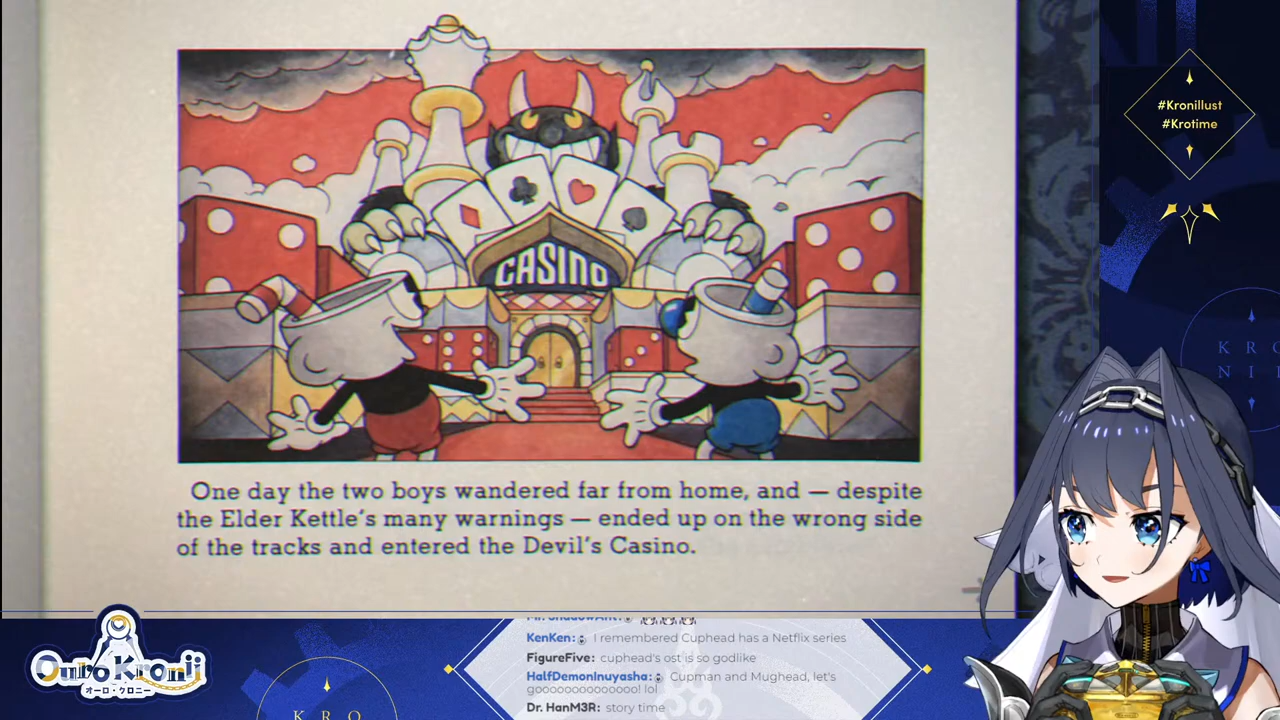 CASINO
One day the two boys wandered far from home, and — despite
the Elder Kettle's many warnings — ended up on the wrong side
of the tracks and entered the Devil's Casino.
#Kronillust
#Krotime
K R O
N I
Ouro Kronii
オーロ・クロニー
K R O
KenKen: I remembered Cuphead has a Netflix series
FigureFive: cuphead's ost is so godlike
HalfDemonInuyasha: Cupman and Mughead, let's
gooooooooooooooo! lol
Dr. HanM3R: story time